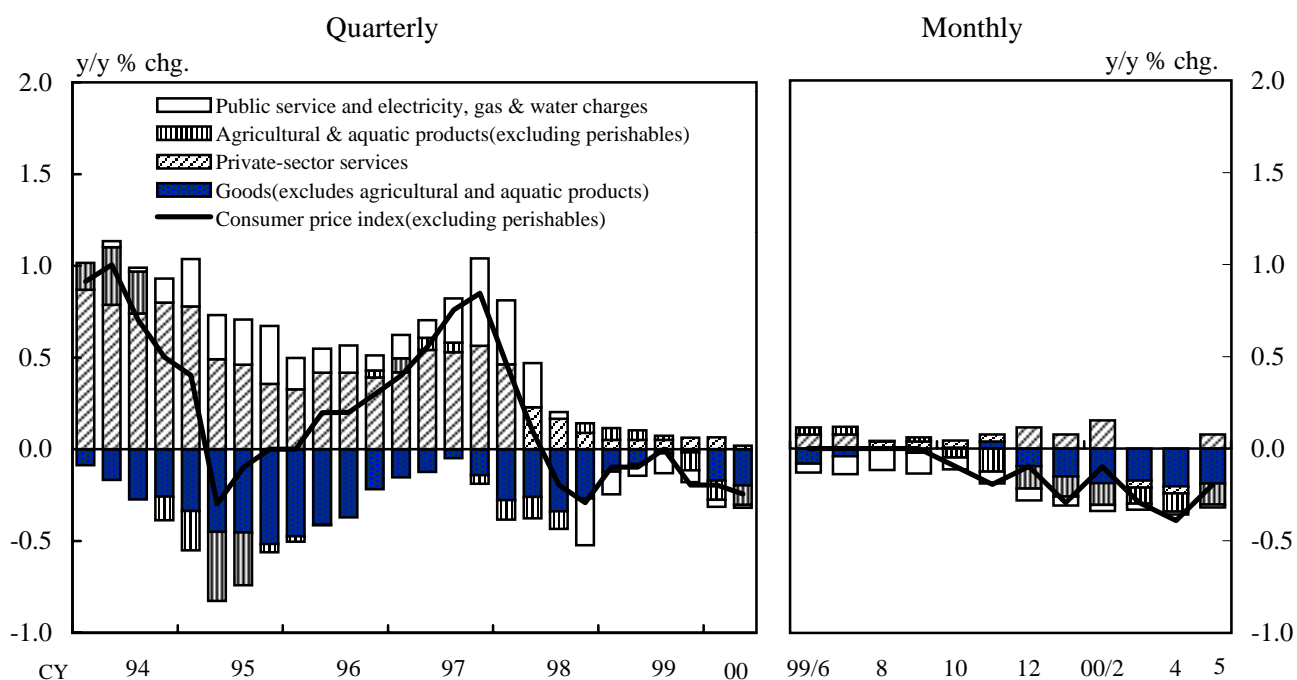 Quarterly
y/y % chg.
2.0
1.5
1.0
0.5
0.0
-0.5
-1.0
Public service and electricity, gas & water charges
Agricultural & aquatic products(excluding perishables)
Private-sector services
Goods(excludes agricultural and aquatic products)
Consumer price index(excluding perishables)
CY 94 95 96 97 98 99 00
Monthly
y/y % chg.
2.0
1.5
1.0
0.5
0.0
-0.5
-1.0
99/6 8 10 12 00/2 4 5